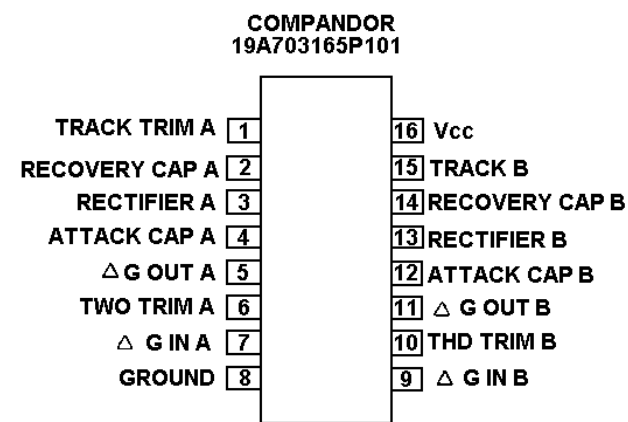 COMPANDOR
19A703165P101
TRACK TRIM A 1
RECOVERY CAP A 2
RECTIFIER A 3
ATTACK CAP A 4
△ G OUT A 5
TWO TRIM A 6
△ G IN A 7
GROUND 8
16 Vcc
15 TRACK B
14 RECOVERY CAP B
13 RECTIFIER B
12 ATTACK CAP B
11 △ G OUT B
10 THD TRIM B
9 △ G IN B